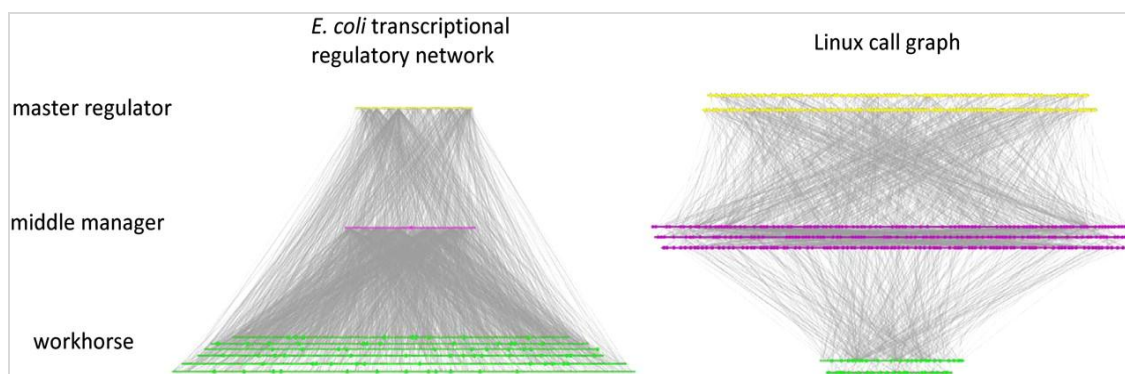 E. coli transcriptional
regulatory network
Linux call graph
master regulator
middle manager
workhorse